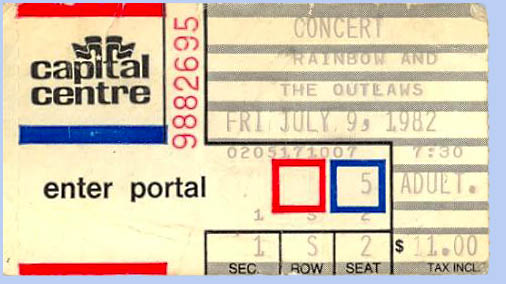 capital
centre
9882695
CONCERT
RAINBOW AND
THE OUTLAWS
FRI JULY 9, 1982
0205171007 7:30
enter portal 5 ADULT.
1 S 2
1 S 2 $ 11.00
SEC. ROW SEAT TAX INCL.